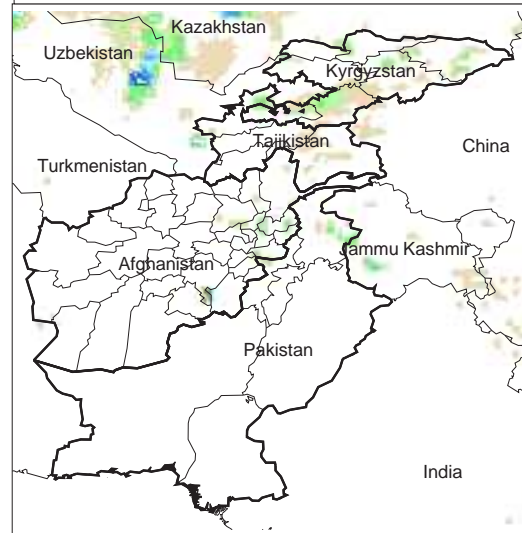 Kazakhstan
Uzbekistan
Kyrgyzstan
Tajikistan
China
Turkmenistan
Jammu Kashmir
Afghanistan
Pakistan
India